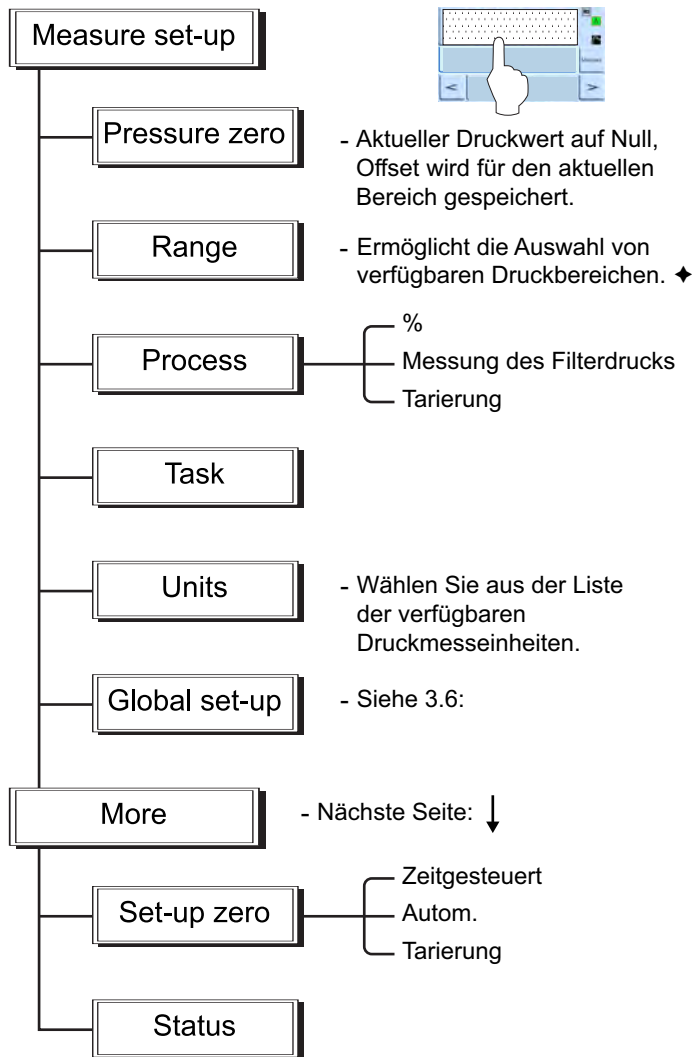 Measure set-up
Pressure zero
- Aktueller Druckwert auf Null,
Offset wird für den aktuellen
Bereich gespeichert.
Range
- Ermöglicht die Auswahl von
verfügbaren Druckbereichen. ✦
Process
%
Messung des Filterdrucks
Tarierung
Task
Units
- Wählen Sie aus der Liste
der verfügbaren
Druckmesseinheiten.
Global set-up
- Siehe 3.6:
More
- Nächste Seite: ↓
Set-up zero
Zeitgesteuert
Autom.
Tarierung
Status